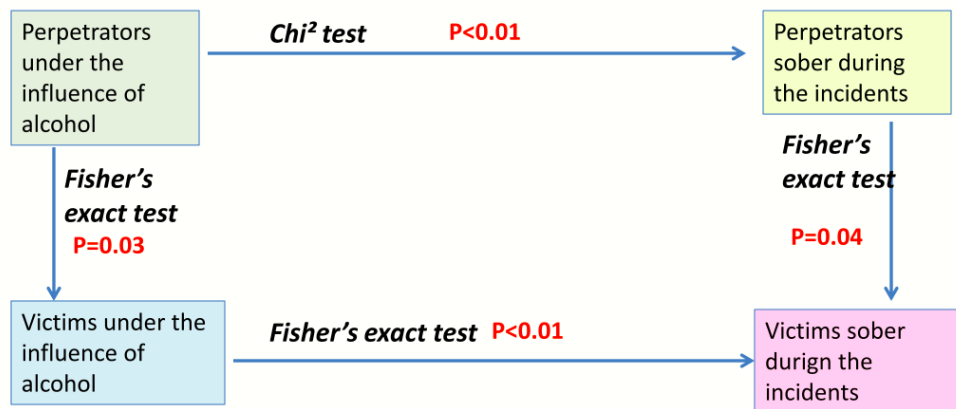 Perpetrators
under the
influence of
alcohol
Chi² test
P<0.01
Perpetrators
sober during
the incidents
Fisher's
exact test
P=0.03
Fisher's
exact test
P=0.04
Victims under the
influence of
alcohol
Fisher's exact test
P<0.01
Victims sober
durign the
incidents